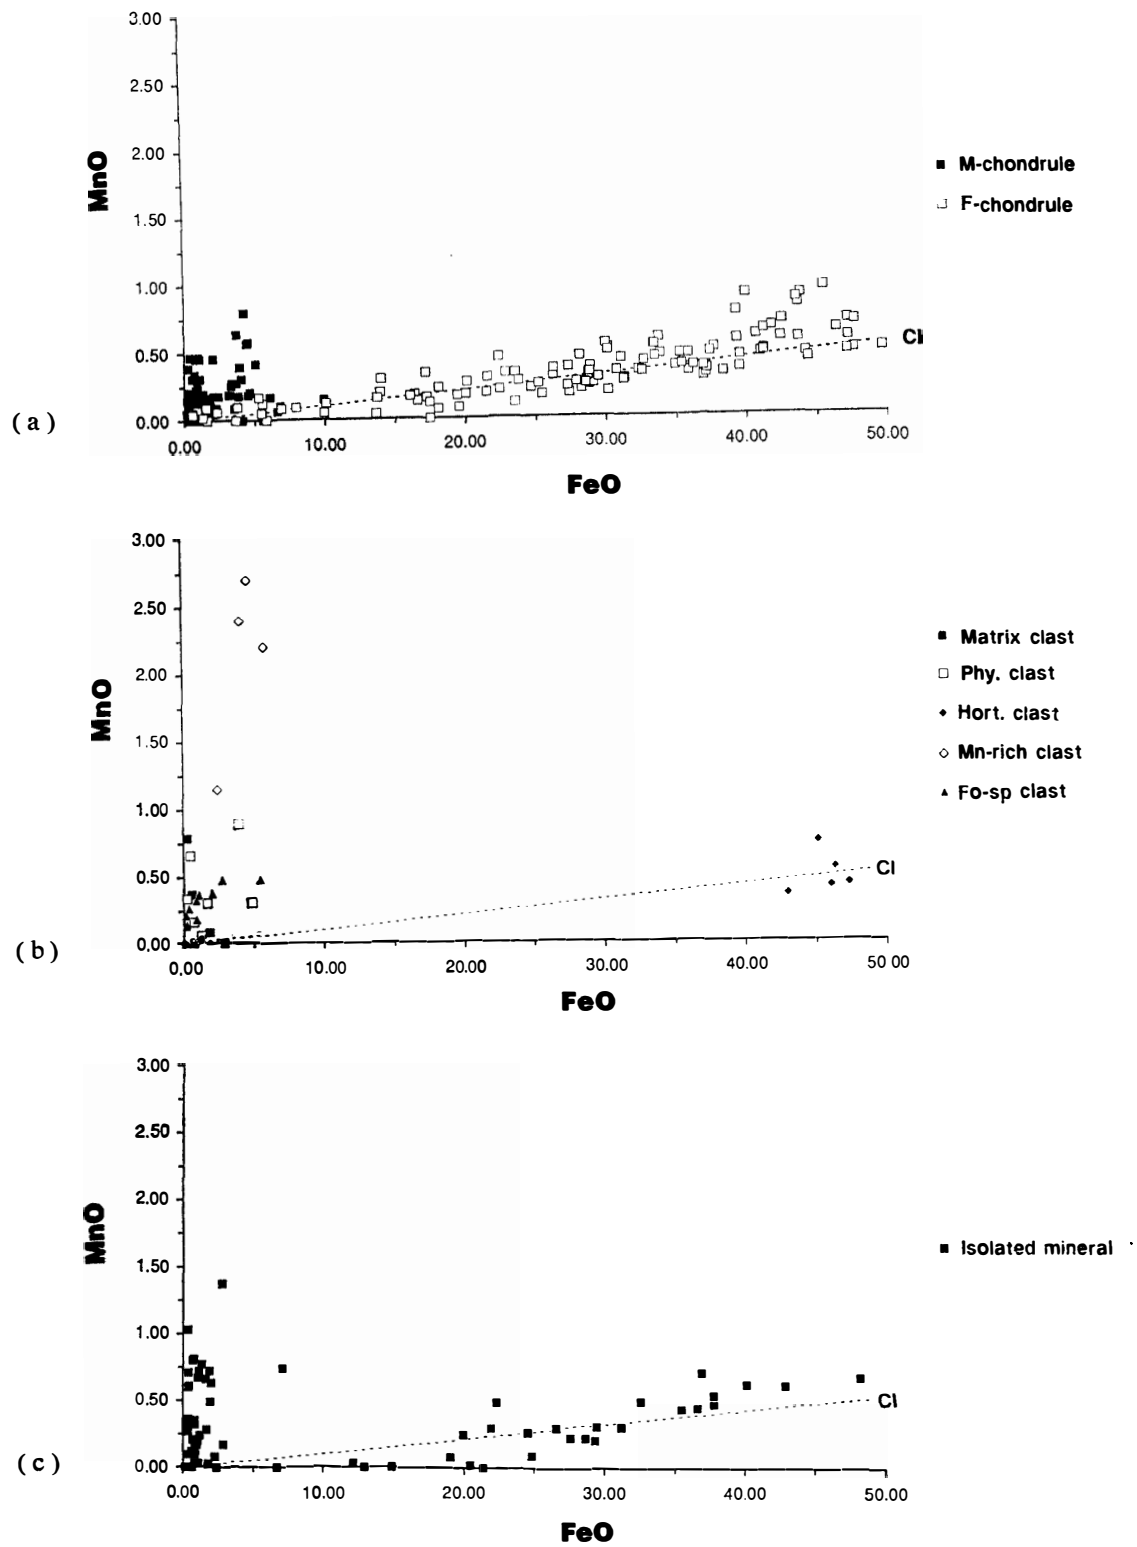 3.00
2.50
2.00
1.50
1.00
0.50
0.00
MnO
M-chondrule
F-chondrule
CI
(a)
0.00 10.00 20.00 30.00 40.00 50.00
FeO
3.00
2.50
2.00
1.50
1.00
0.50
0.00
MnO
Matrix clast
Phy. clast
Hort. clast
Mn-rich clast
Fo-sp clast
CI
(b)
0.00 10.00 20.00 30.00 40.00 50 00
FeO
3.00
2.50
2.00
1.50
1.00
0.50
0.00
MnO
Isolated mineral
CI
(c)
0.00 10.00 20.00 30.00 40.00 50.00
FeO